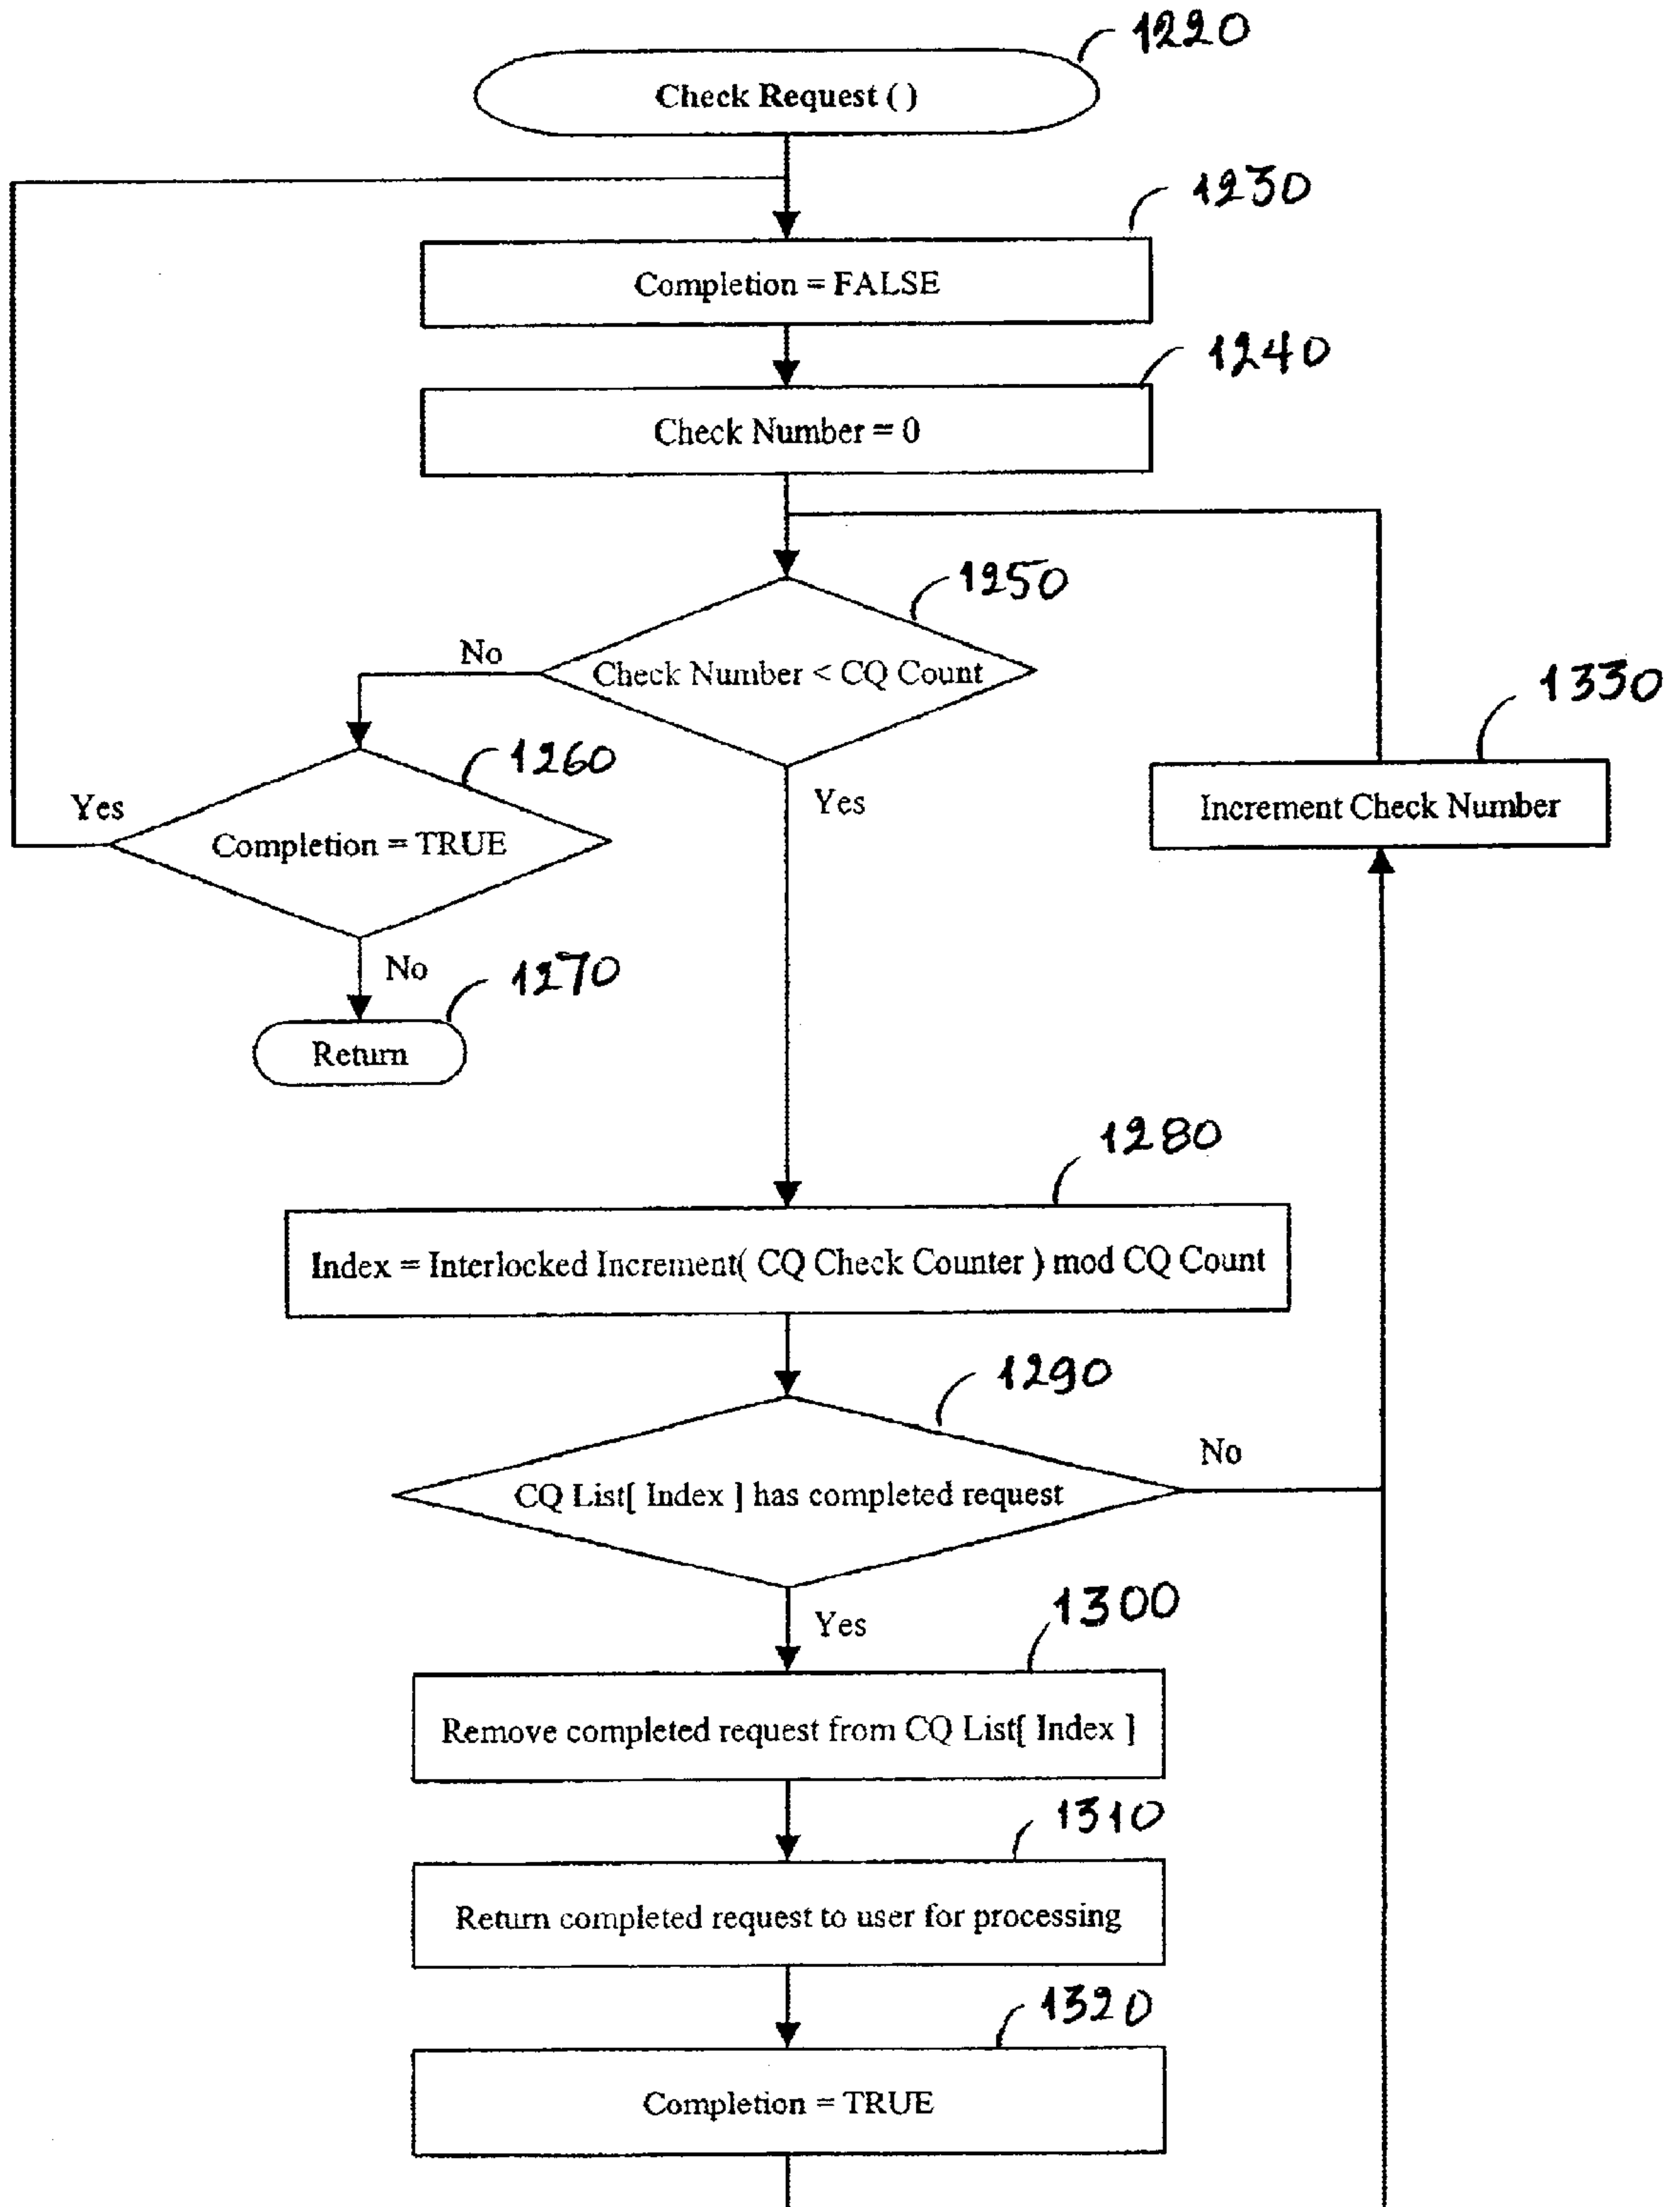 1220
Check Request ( )
1230
Completion = FALSE
1240
Check Number = 0
1250
No
Check Number < CQ Count
1330
1260
Yes
Yes
Increment Check Number
Completion = TRUE
No
1270
Return
1280
Index = Interlocked Increment( CQ Check Counter ) mod CQ Count
1290
No
CQ List[ Index ] has completed request
1300
Yes
Remove completed request from CQ List[ Index ]
1310
Return completed request to user for processing
1320
Completion = TRUE